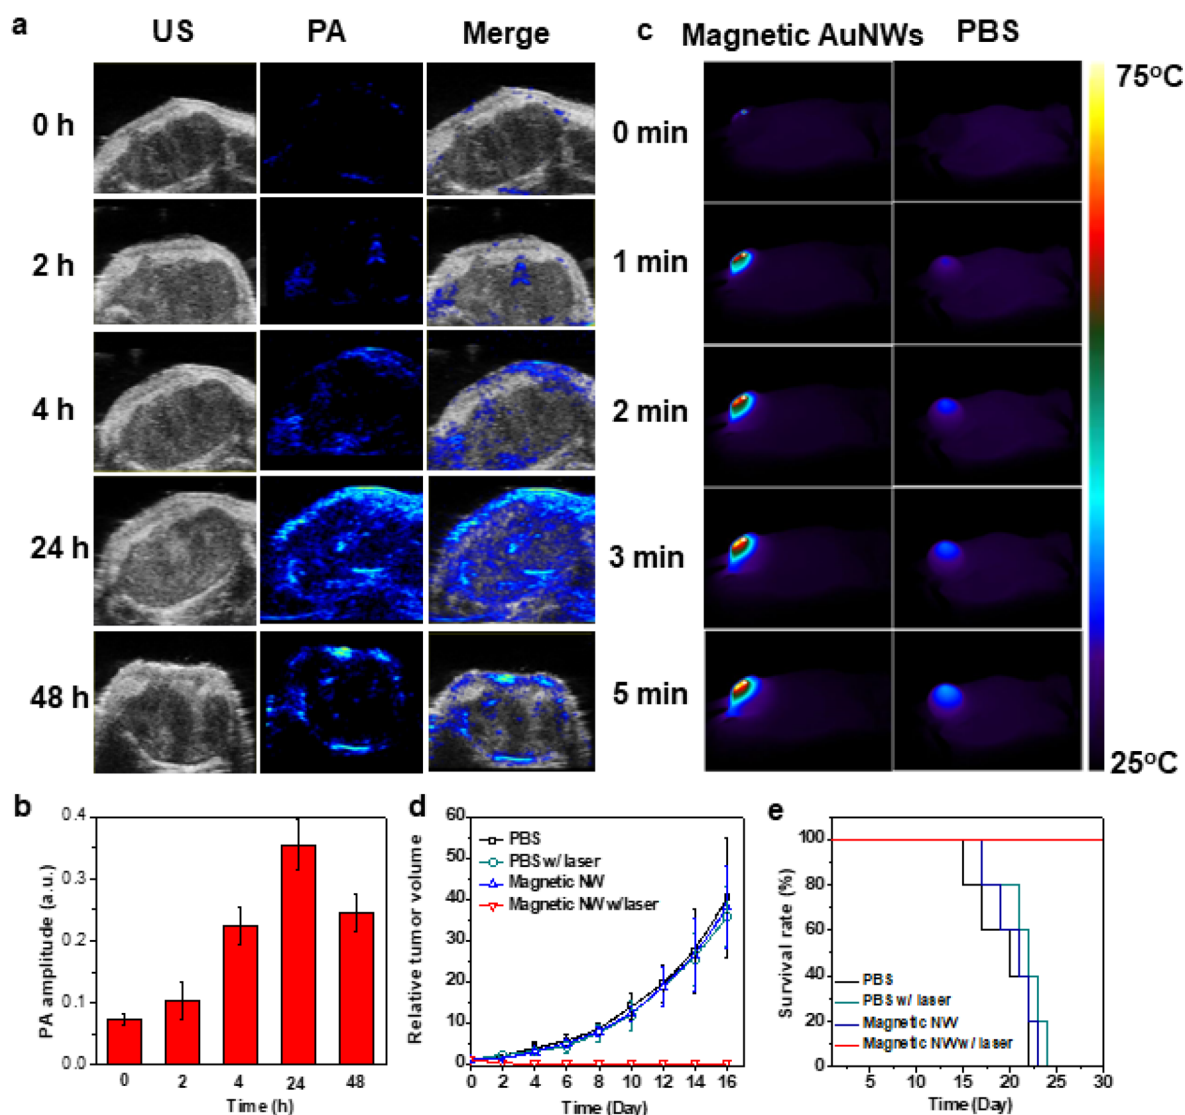 a
US PA Merge
0 h
2 h
4 h
24 h
48 h
c Magnetic AuNWs PBS
75°C
0 min
1 min
2 min
3 min
5 min
25°C
b
0.4
0.3
0.2
0.1
0.0
PA amplitude (a.u.)
0 2 4 24 48
Time (h)
d
60
50
40
30
20
10
0
Relative tumor volume
PBS
PBS w/ laser
Magnetic NW
Magnetic NW w/laser
0 2 4 6 8 10 12 14 16
Time (Day)
e
100
80
60
40
20
0
Survival rate (%)
PBS
PBS w/ laser
Magnetic NW
Magnetic NWw/ laser
5 10 15 20 25 30
Time (Day)